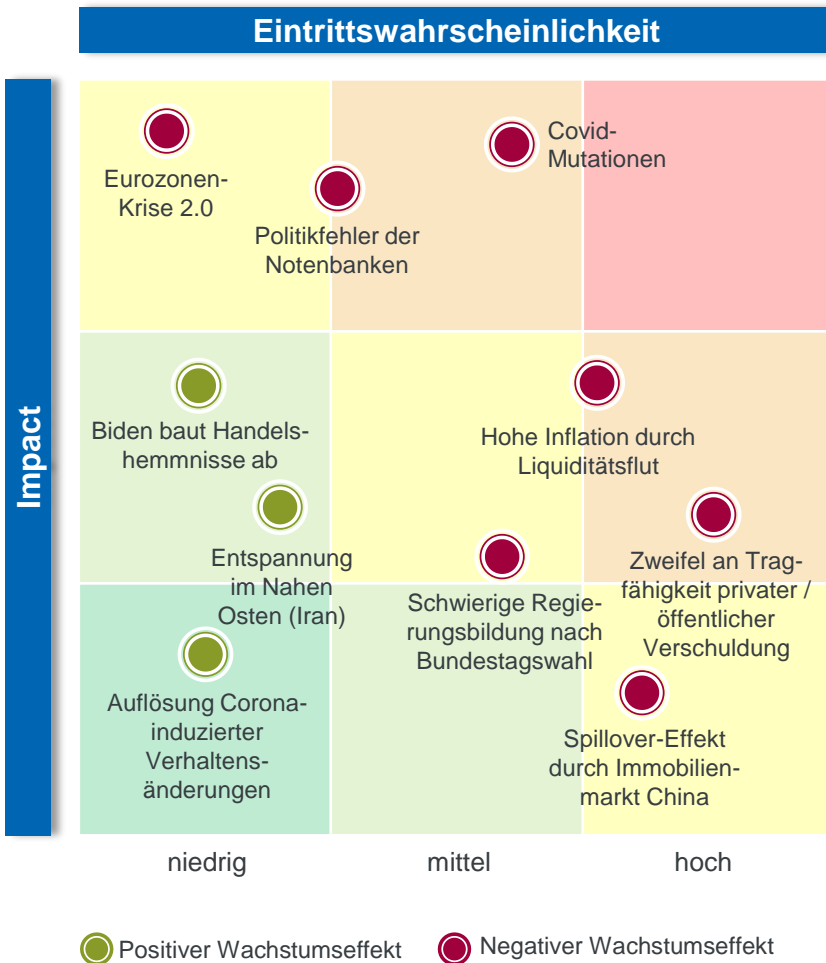 Eintrittswahrscheinlichkeit
Impact
Eurozonen-
Krise 2.0
Politikfehler der
Notenbanken
Covid-
Mutationen
Biden baut Handels-
hemmnisse ab
Entspannung
im Nahen
Osten (Iran)
Hohe Inflation durch
Liquiditätsflut
Schwierige Regie-
rungsbildung nach
Bundestagswahl
Zweifel an Trag-
fähigkeit privater /
öffentlicher
Verschuldung
Auflösung Corona-
induzierter
Verhaltens-
änderungen
Spillover-Effekt
durch Immobilien-
markt China
niedrig
mittel
hoch
Positiver Wachstumseffekt
Negativer Wachstumseffekt